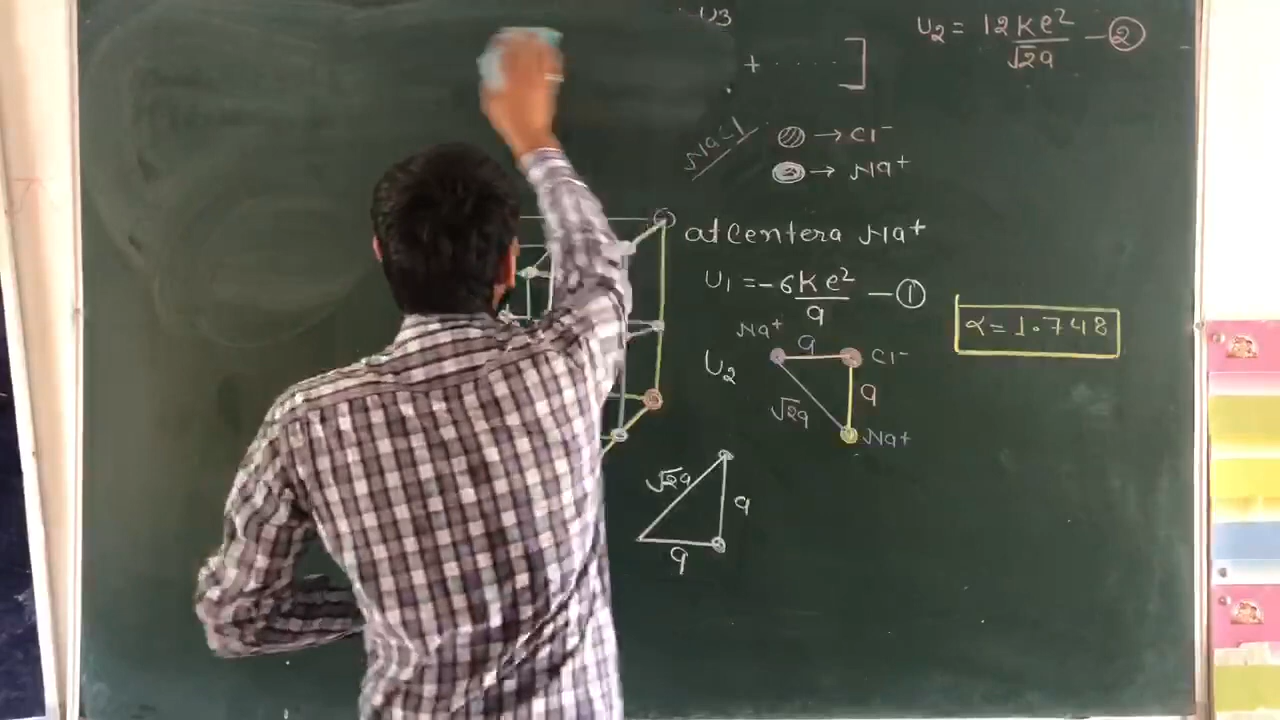 U3
+ ...... ]
U2 = 12Ke² / √2a — ②
NaCl
→ Cl⁻
→ Na⁺
at Centera Na⁺
U1 = -6Ke² / a — ①
α = 1.748
U2
Na⁺ a Cl⁻
√2a a
Na⁺
√2a a
a